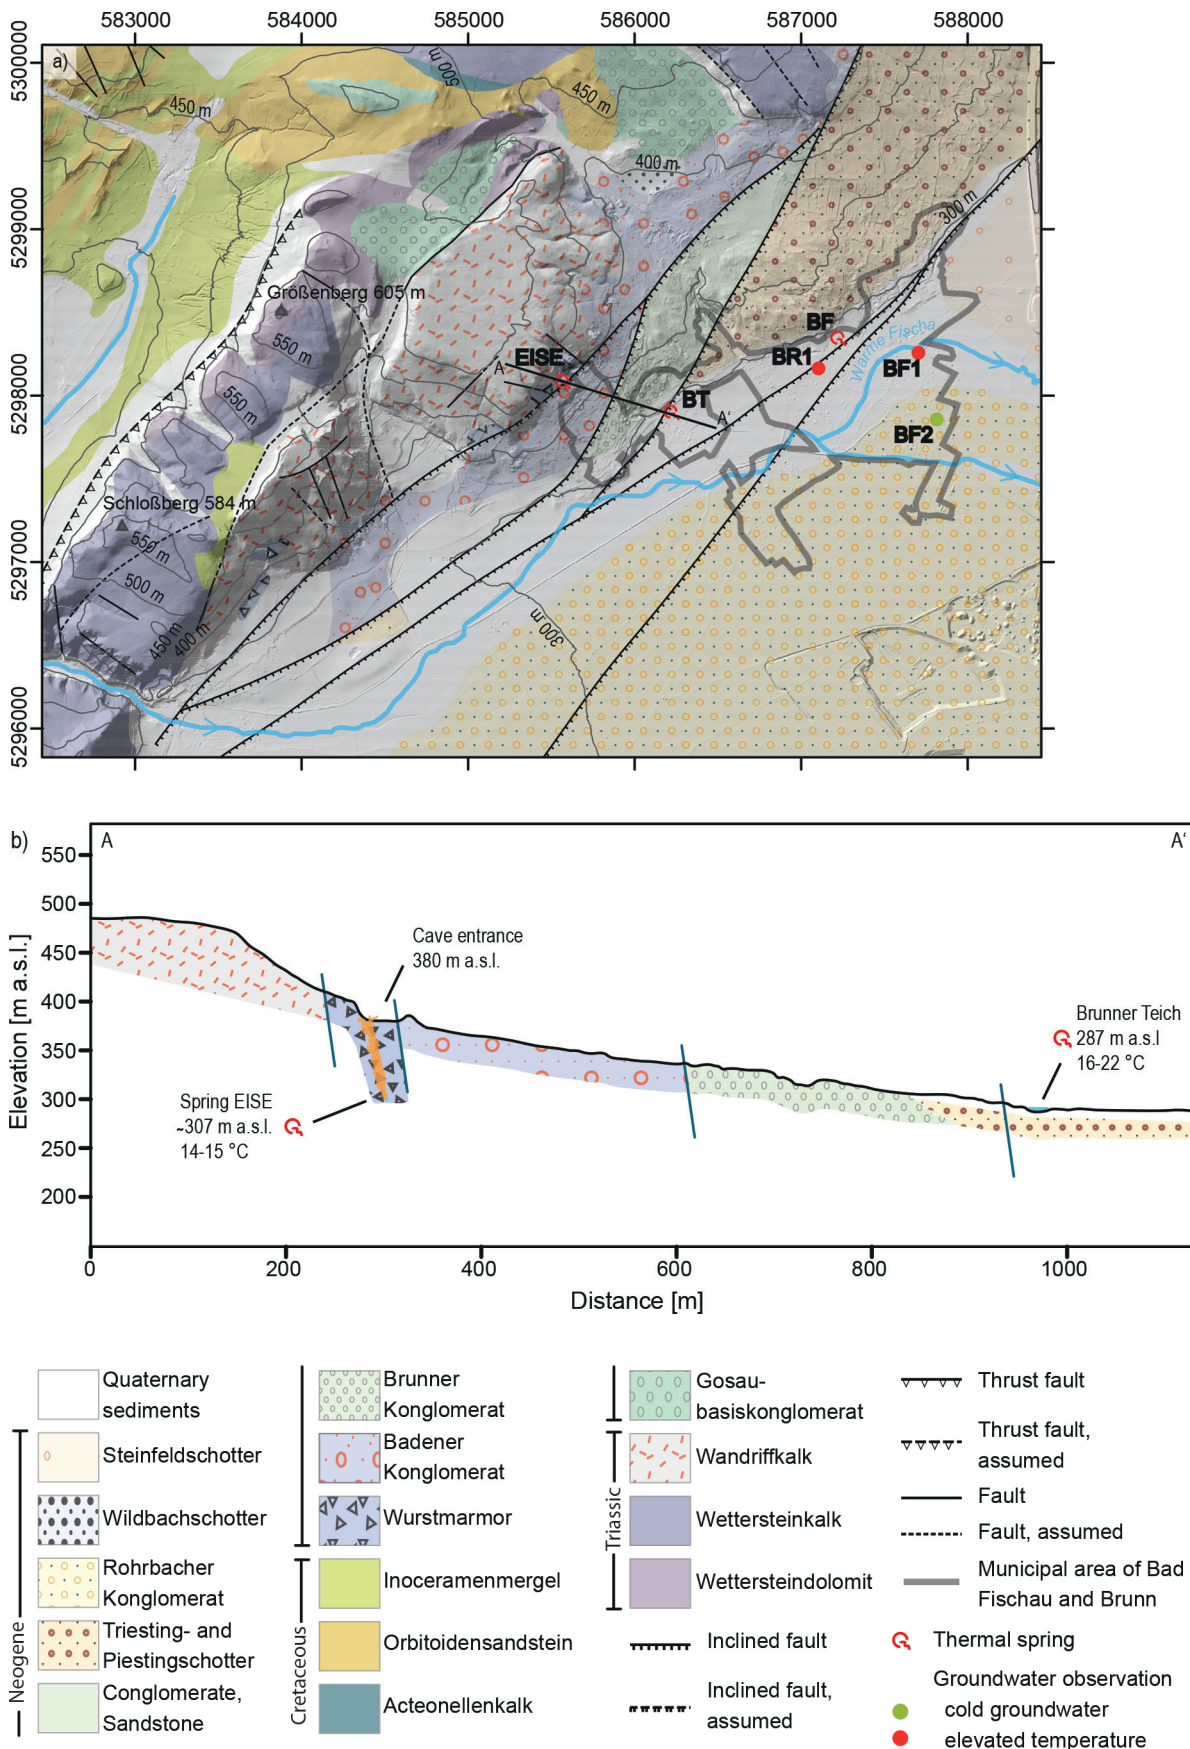 583000 584000 585000 586000 587000 588000
5300000
5299000
5298000
5297000
5296000
a)
450 m
500 m
450 m
400 m
300 m
Größenberg 605 m
550 m
550 m
EISE
A
A'
BT
BF
BR1
BF1
BF2
Warme Fischa
Schloßberg 584 m
550 m
500 m
450 m
400 m
300 m
b)
A
A'
Elevation [m a.s.l.]
550
500
450
400
350
300
250
200
Cave entrance
380 m a.s.l.
Spring EISE
~307 m a.s.l.
14-15 °C
Brunner Teich
287 m a.s.l
16-22 °C
0 200 400 600 800 1000
Distance [m]
Quaternary
sediments
Neogene
Steinfeldschotter
Wildbachschotter
Rohrbacher
Konglomerat
Triesting- and
Piestingschotter
Conglomerate,
Sandstone
Brunner
Konglomerat
Badener
Konglomerat
Wurstmarmor
Cretaceous
Inoceramenmergel
Orbitoidensandstein
Acteonellenkalk
Gosau-
basiskonglomerat
Triassic
Wandriffkalk
Wettersteinkalk
Wettersteindolomit
Inclined fault
Inclined fault,
assumed
Thrust fault
Thrust fault,
assumed
Fault
Fault, assumed
Municipal area of Bad
Fischau and Brunn
Thermal spring
Groundwater observation
cold groundwater
elevated temperature